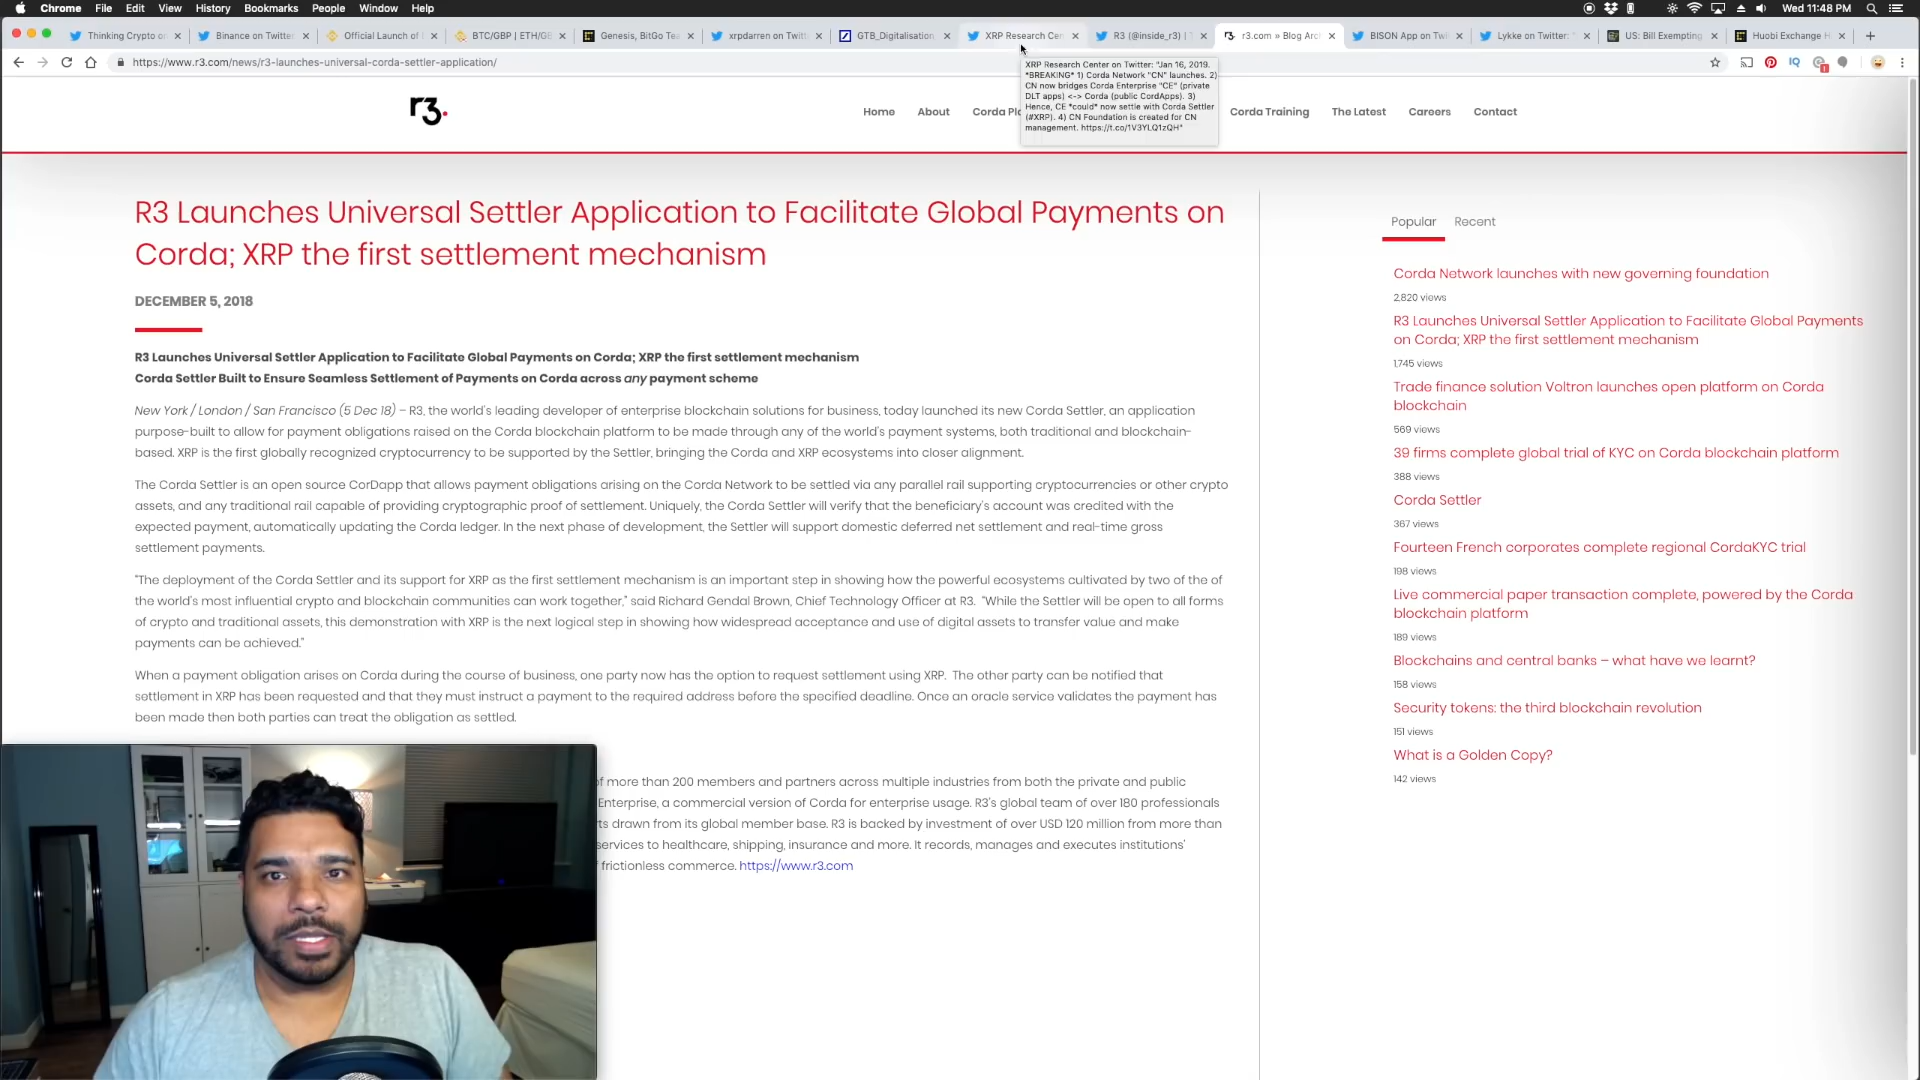 Chrome File Edit View History Bookmarks People Window Help Wed 11:48 PM
Thinking Crypto o Binance on Twitte Official Launch of BTC/GBP | ETH/GB Genesis, BitGo Tea xrpdarren on Twitt GTB_Digitalisation XRP Research Cen R3 (@inside_r3) | r3.com » Blog Arc BISON App on Twi Lykke on Twitter: US: Bill Exempting Huobi Exchange H
https://www.r3.com/news/r3-launches-universal-corda-settler-application/
XRP Research Center on Twitter: "Jan 16, 2019.
*BREAKING* 1) Corda Network "CN" launches. 2)
CN now bridges Corda Enterprise "CE" (private
DLT apps) <-> Corda (public CordApps). 3)
Hence, CE *could* now settle with Corda Settler
(#XRP). 4) CN Foundation is created for CN
management. https://t.co/1V3YLQ1zQH"
r3.
Home About Corda Pl Corda Training The Latest Careers Contact
R3 Launches Universal Settler Application to Facilitate Global Payments on
Corda; XRP the first settlement mechanism
DECEMBER 5, 2018
R3 Launches Universal Settler Application to Facilitate Global Payments on Corda; XRP the first settlement mechanism
Corda Settler Built to Ensure Seamless Settlement of Payments on Corda across any payment scheme
New York / London / San Francisco (5 Dec 18) – R3, the world's leading developer of enterprise blockchain solutions for business, today launched its new Corda Settler, an application
purpose-built to allow for payment obligations raised on the Corda blockchain platform to be made through any of the world's payment systems, both traditional and blockchain-
based. XRP is the first globally recognized cryptocurrency to be supported by the Settler, bringing the Corda and XRP ecosystems into closer alignment.
The Corda Settler is an open source CorDapp that allows payment obligations arising on the Corda Network to be settled via any parallel rail supporting cryptocurrencies or other crypto
assets, and any traditional rail capable of providing cryptographic proof of settlement. Uniquely, the Corda Settler will verify that the beneficiary's account was credited with the
expected payment, automatically updating the Corda ledger. In the next phase of development, the Settler will support domestic deferred net settlement and real-time gross
settlement payments.
"The deployment of the Corda Settler and its support for XRP as the first settlement mechanism is an important step in showing how the powerful ecosystems cultivated by two of the of
the world's most influential crypto and blockchain communities can work together," said Richard Gendal Brown, Chief Technology Officer at R3. "While the Settler will be open to all forms
of crypto and traditional assets, this demonstration with XRP is the next logical step in showing how widespread acceptance and use of digital assets to transfer value and make
payments can be achieved."
When a payment obligation arises on Corda during the course of business, one party now has the option to request settlement using XRP. The other party can be notified that
settlement in XRP has been requested and that they must instruct a payment to the required address before the specified deadline. Once an oracle service validates the payment has
been made then both parties can treat the obligation as settled.
of more than 200 members and partners across multiple industries from both the private and public
Enterprise, a commercial version of Corda for enterprise usage. R3's global team of over 180 professionals
rts drawn from its global member base. R3 is backed by investment of over USD 120 million from more than
services to healthcare, shipping, insurance and more. It records, manages and executes institutions'
f frictionless commerce. https://www.r3.com
Popular Recent
Corda Network launches with new governing foundation
2,820 views
R3 Launches Universal Settler Application to Facilitate Global Payments
on Corda; XRP the first settlement mechanism
1,745 views
Trade finance solution Voltron launches open platform on Corda
blockchain
569 views
39 firms complete global trial of KYC on Corda blockchain platform
388 views
Corda Settler
367 views
Fourteen French corporates complete regional CordaKYC trial
198 views
Live commercial paper transaction complete, powered by the Corda
blockchain platform
189 views
Blockchains and central banks – what have we learnt?
158 views
Security tokens: the third blockchain revolution
151 views
What is a Golden Copy?
142 views